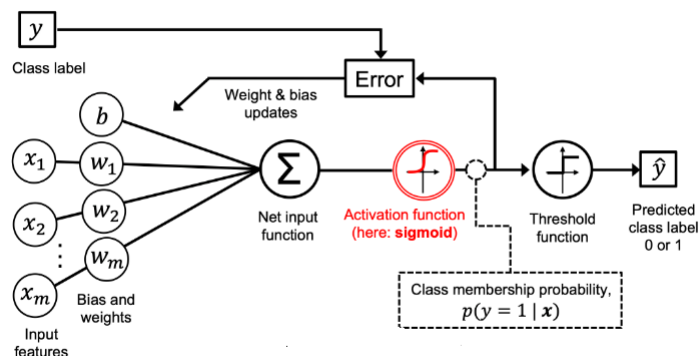 y
Class label
Error
Weight & bias
updates
b
x₁
w₁
x₂
w₂
⋮
xₘ
wₘ
Bias and
weights
Input
features
Σ
Net input
function
Activation function
(here: sigmoid)
Threshold
function
ŷ
Predicted
class label
0 or 1
Class membership probability,
p(y = 1 | x)